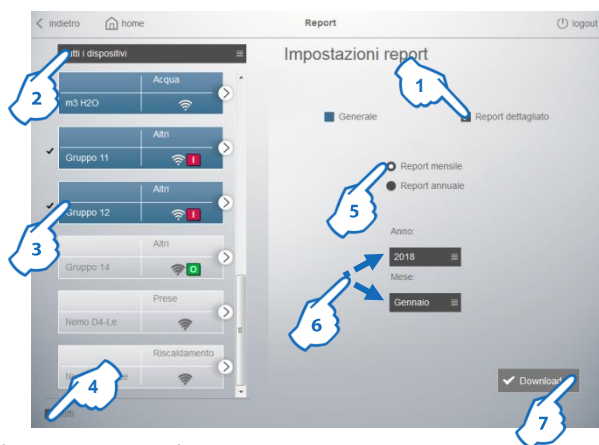 indietro
home
Report
logout
Tutti i dispositivi
Impostazioni report
1
2
Acqua
m3 H2O
Generale
Report dettagliato
Altri
Gruppo 11
I
Report mensile
Report annuale
5
Altri
Gruppo 12
I
3
Anno:
2018
Altri
Gruppo 14
O
Mese:
Gennaio
6
Prese
Nemo D4-Le
Riscaldamento
4
Download
7
Tutti